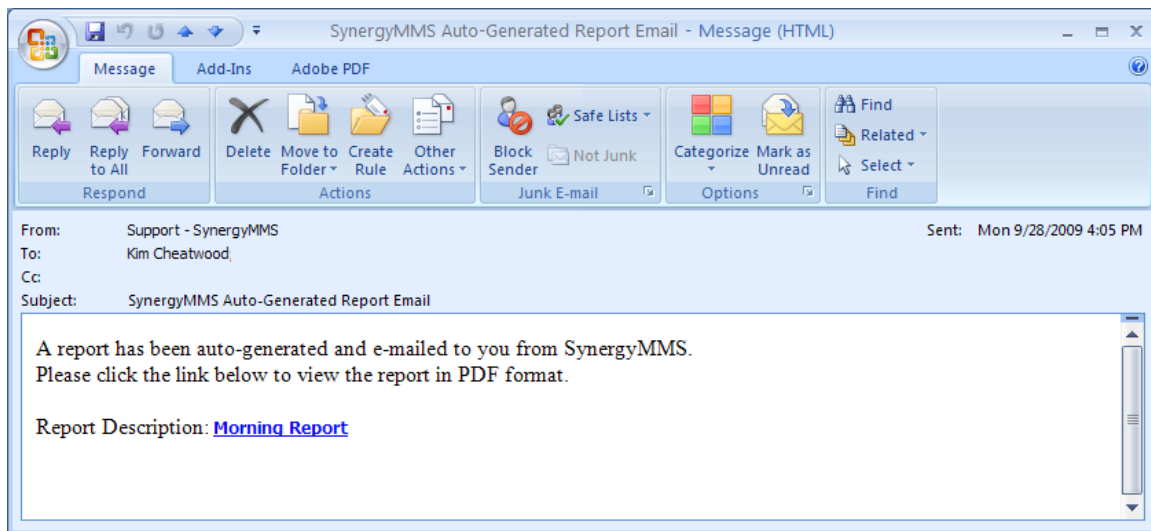 SynergyMMS Auto-Generated Report Email - Message (HTML)
Message Add-Ins Adobe PDF
Reply
Reply to All
Forward
Respond
Delete
Move to Folder
Create Rule
Other Actions
Actions
Block Sender
Safe Lists
Not Junk
Junk E-mail
Categorize
Mark as Unread
Options
Find
Related
Select
Find
From: Support - SynergyMMS Sent: Mon 9/28/2009 4:05 PM
To: Kim Cheatwood;
Cc:
Subject: SynergyMMS Auto-Generated Report Email
A report has been auto-generated and e-mailed to you from SynergyMMS.
Please click the link below to view the report in PDF format.
Report Description: Morning Report